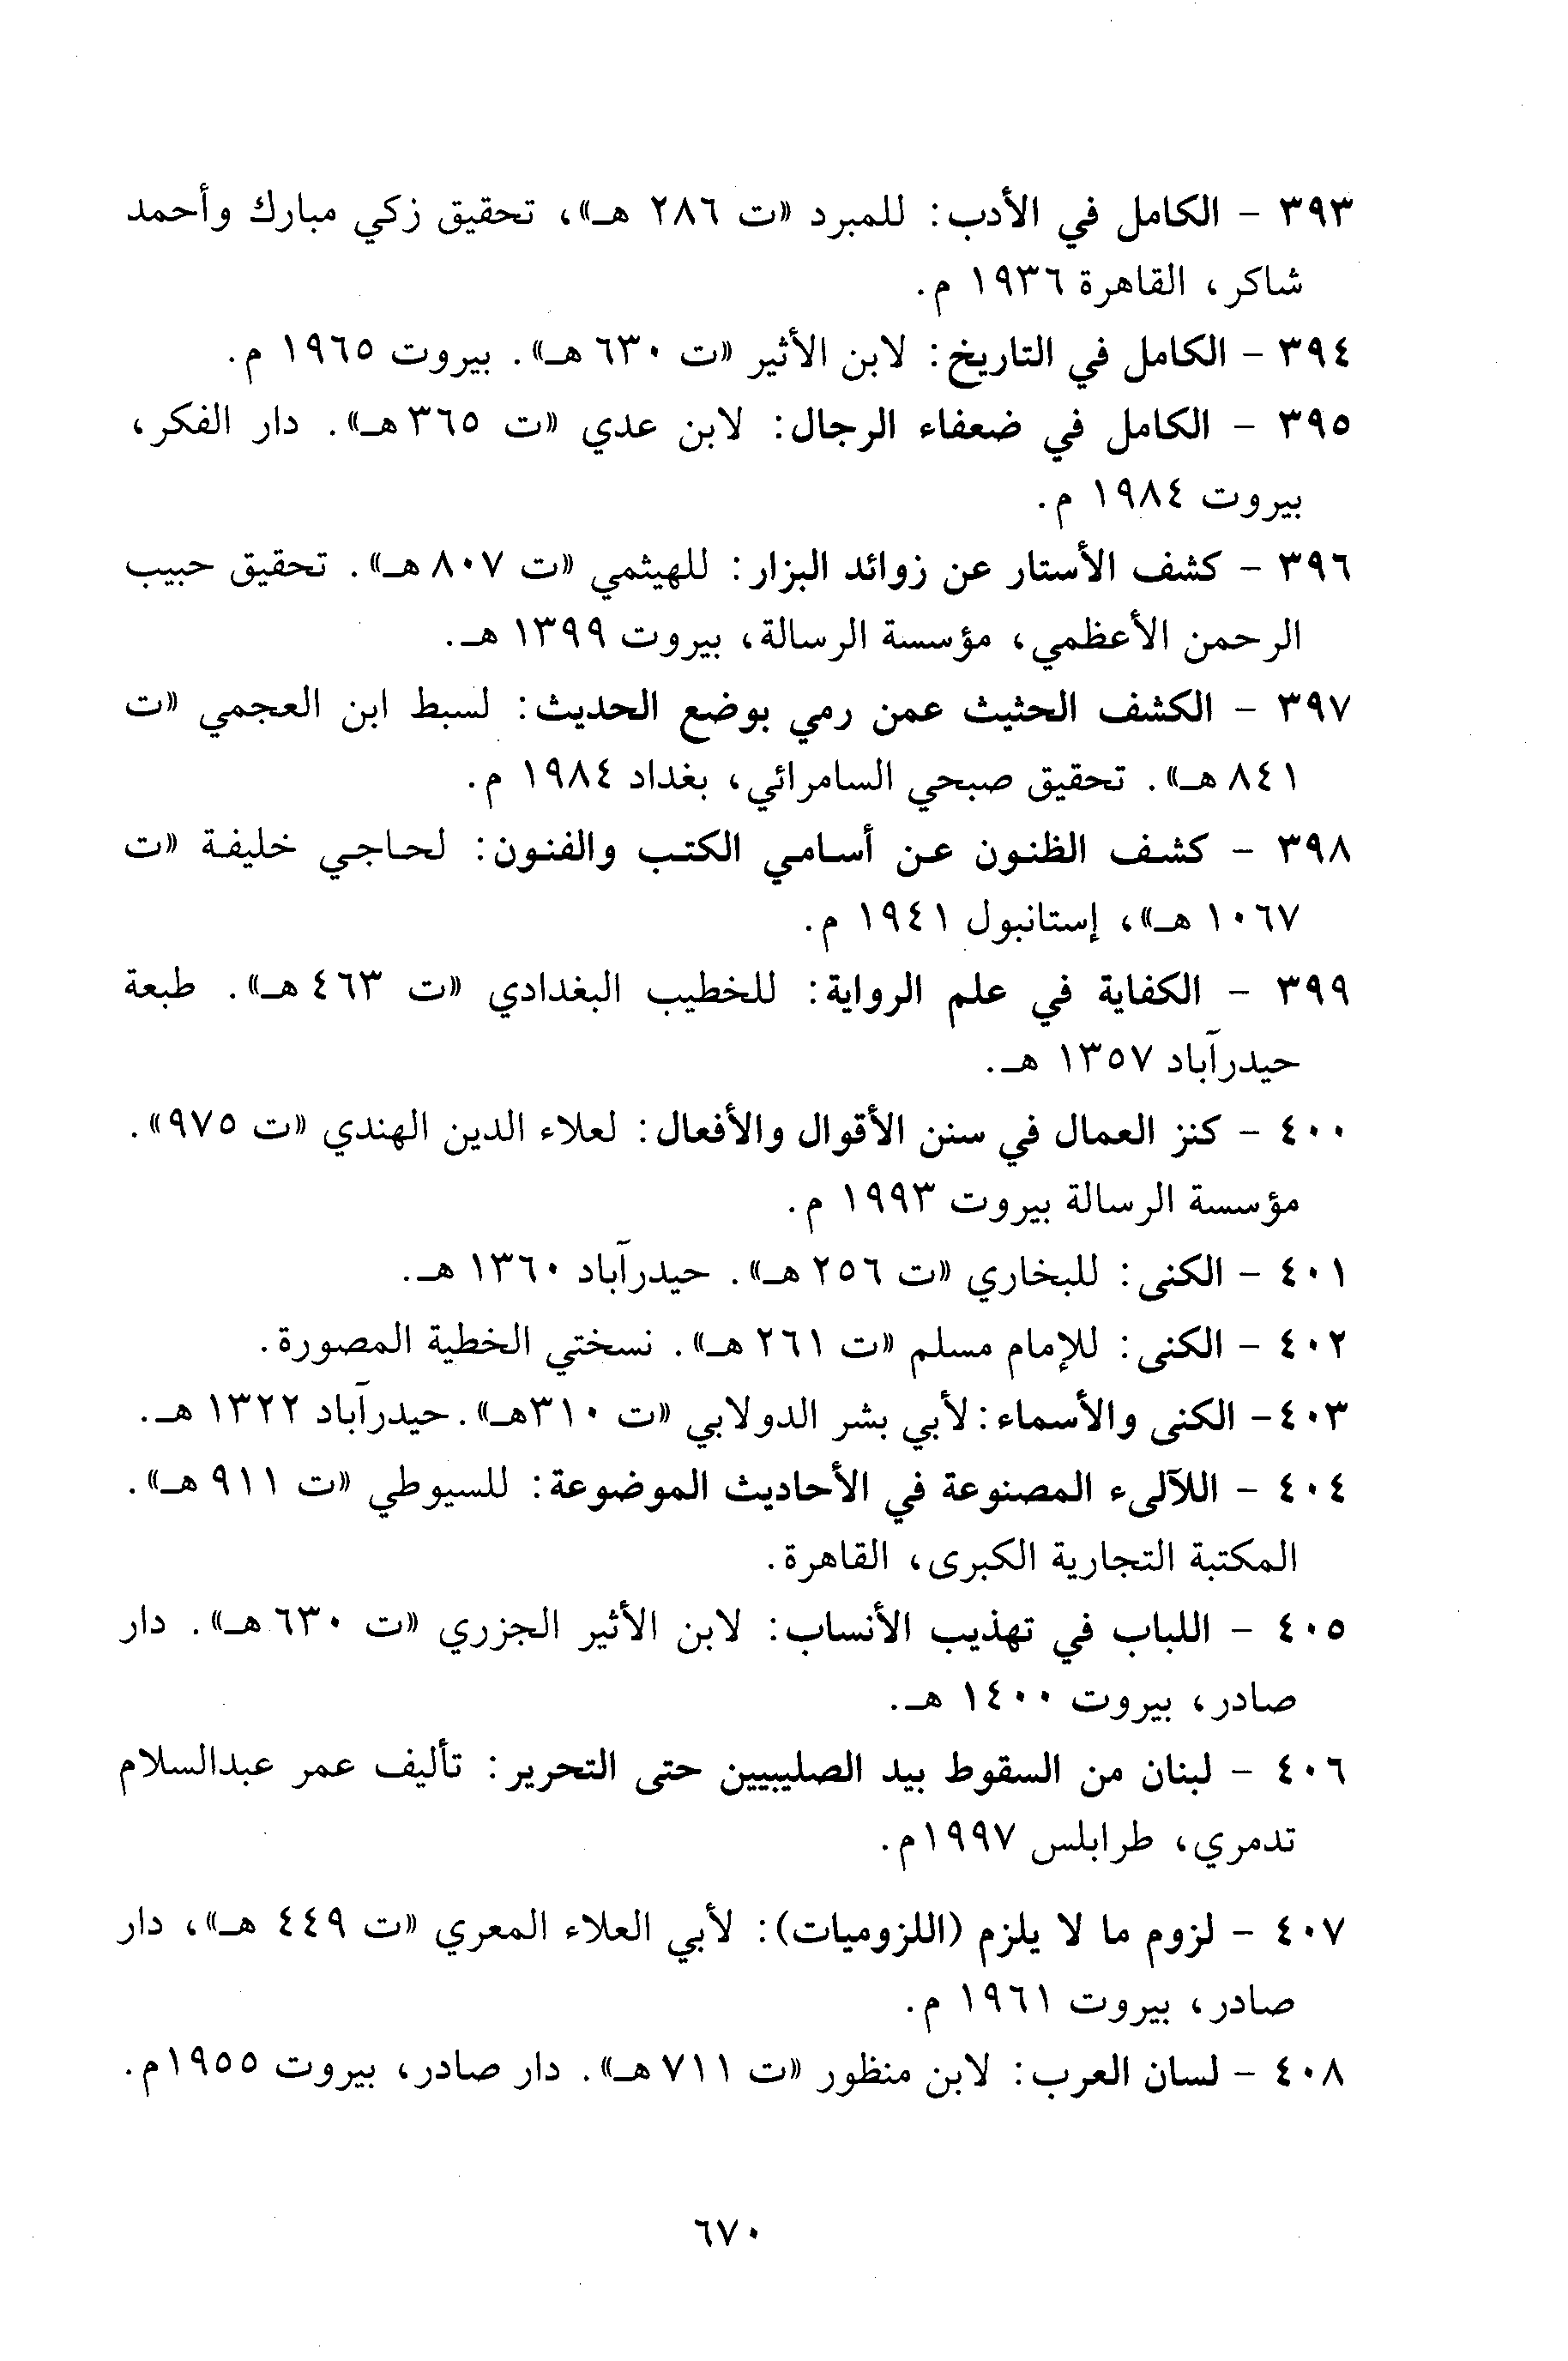 ٣٩٣ - الكامل في الأدب: للمبرد «ت ٢٨٦ هـ»، تحقيق زكي مبارك وأحمد
شاكر، القاهرة ١٩٣٦ م.
٣٩٤ - الكامل في التاريخ: لابن الأثير «ت ٦٣٠ هـ». بيروت ١٩٦٥ م.
٣٩٥ - الكامل في ضعفاء الرجال: لابن عدي «ت ٣٦٥ هـ». دار الفكر،
بيروت ١٩٨٤ م.
٣٩٦ - كشف الأستار عن زوائد البزار: للهيثمي «ت ٨٠٧ هـ». تحقيق حبيب
الرحمن الأعظمي، مؤسسة الرسالة، بيروت ١٣٩٩ هـ.
٣٩٧ - الكشف الحثيث عمن رمي بوضع الحديث: لسبط ابن العجمي «ت
٨٤١ هـ». تحقيق صبحي السامرائي، بغداد ١٩٨٤ م.
٣٩٨ - كشف الظنون عن أسامي الكتب والفنون: لحاجي خليفة «ت
١٠٦٧ هـ»، إستانبول ١٩٤١ م.
٣٩٩ - الكفاية في علم الرواية: للخطيب البغدادي «ت ٤٦٣ هـ». طبعة
حيدرآباد ١٣٥٧ هـ.
٤٠٠ - كنز العمال في سنن الأقوال والأفعال: لعلاء الدين الهندي «ت ٩٧٥».
مؤسسة الرسالة بيروت ١٩٩٣ م.
٤٠١ - الكنى: للبخاري «ت ٢٥٦ هـ». حيدرآباد ١٣٦٠ هـ.
٤٠٢ - الكنى: للإمام مسلم «ت ٢٦١ هـ». نسختي الخطية المصورة.
٤٠٣- الكنى والأسماء: لأبي بشر الدولابي «ت ٣١٠هـ». حيدرآباد ١٣٢٢ هـ.
٤٠٤ - اللآلىء المصنوعة في الأحاديث الموضوعة: للسيوطي «ت ٩١١ هـ».
المكتبة التجارية الكبرى، القاهرة.
٤٠٥ - اللباب في تهذيب الأنساب: لابن الأثير الجزري «ت ٦٣٠ هـ». دار
صادر، بيروت ١٤٠٠ هـ.
٤٠٦ - لبنان من السقوط بيد الصليبيين حتى التحرير: تأليف عمر عبدالسلام
تدمري، طرابلس ١٩٩٧م.
٤٠٧ - لزوم ما لا يلزم (اللزوميات): لأبي العلاء المعري «ت ٤٤٩ هـ»، دار
صادر، بيروت ١٩٦١ م.
٤٠٨ - لسان العرب: لابن منظور «ت ٧١١ هـ». دار صادر، بيروت ١٩٥٥م.
٦٧٠